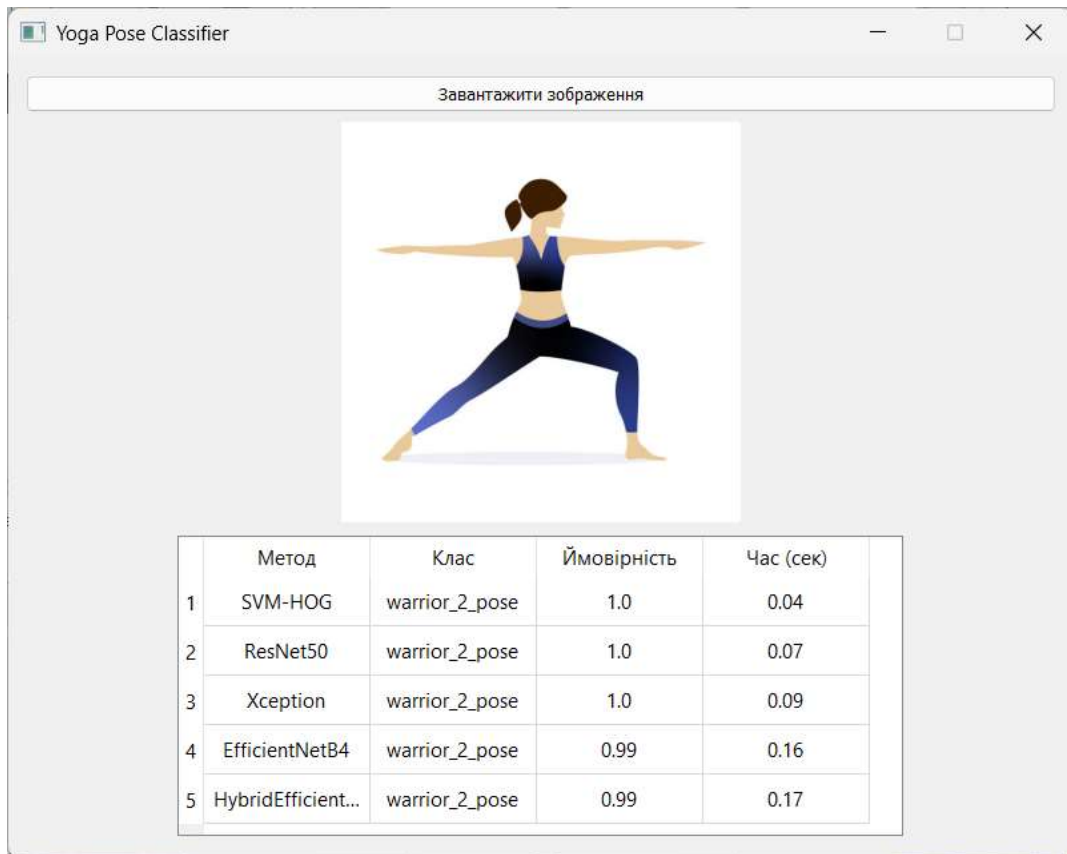 Yoga Pose Classifier
Завантажити зображення
Метод Клас Ймовірність Час (сек)
1 SVM-HOG warrior_2_pose 1.0 0.04
2 ResNet50 warrior_2_pose 1.0 0.07
3 Xception warrior_2_pose 1.0 0.09
4 EfficientNetB4 warrior_2_pose 0.99 0.16
5 HybridEfficient... warrior_2_pose 0.99 0.17